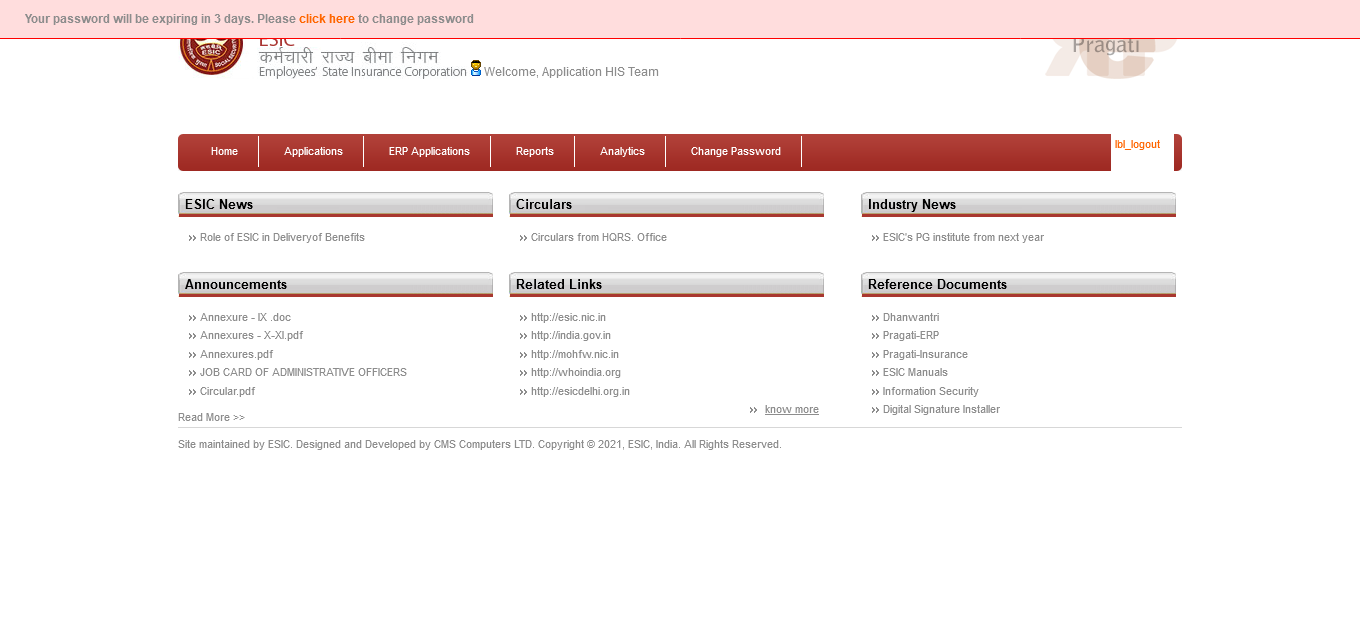 Your password will be expiring in 3 days. Please click here to change password
ESIC
कर्मचारी राज्य बीमा निगम
Employees' State Insurance Corporation Welcome, Application HIS Team
Pragati
ESIC
Home Applications ERP Applications Reports Analytics Change Password lbl_logout
ESIC News Circulars Industry News
Role of ESIC in Deliveryof Benefits Circulars from HQRS. Office ESIC's PG institute from next year
Announcements Related Links Reference Documents
Annexure - IX .doc http://esic.nic.in Dhanwantri
Annexures - X-XI.pdf http://india.gov.in Pragati-ERP
Annexures.pdf http://mohfw.nic.in Pragati-Insurance
JOB CARD OF ADMINISTRATIVE OFFICERS http://whoindia.org ESIC Manuals
Circular.pdf http://esicdelhi.org.in Information Security
know more Digital Signature Installer
Read More >>
Site maintained by ESIC. Designed and Developed by CMS Computers LTD. Copyright © 2021, ESIC, India. All Rights Reserved.